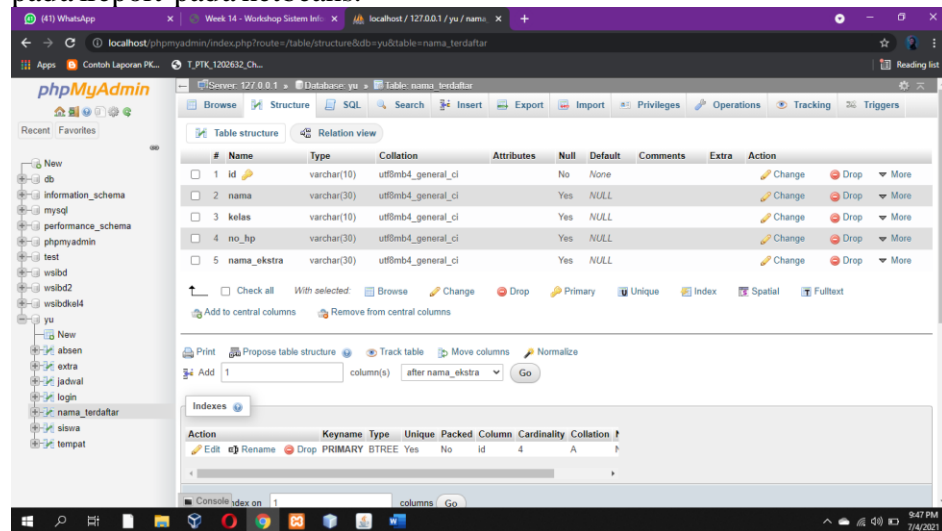 pada Report pada netbeans.
(41) WhatsApp
Week 14 - Workshop Sistem Info
localhost / 127.0.0.1 / yu / nama_
localhost/phpmyadmin/index.php?route=/table/structure&db=yu&table=nama_terdaftar
Apps
Contoh Laporan PK...
T_PTK_1202632_Ch...
Reading list
phpMyAdmin
Recent Favorites
New
db
information_schema
mysql
performance_schema
phpmyadmin
test
wsibd
wsibd2
wsibdkel4
yu
New
absen
extra
jadwal
login
nama_terdaftar
siswa
tempat
Server: 127.0.0.1 » Database: yu » Table: nama_terdaftar
Browse Structure SQL Search Insert Export Import Privileges Operations Tracking Triggers
Table structure Relation view
# Name Type Collation Attributes Null Default Comments Extra Action
1 id varchar(10) utf8mb4_general_ci No None Change Drop More
2 nama varchar(30) utf8mb4_general_ci Yes NULL Change Drop More
3 kelas varchar(10) utf8mb4_general_ci Yes NULL Change Drop More
4 no_hp varchar(30) utf8mb4_general_ci Yes NULL Change Drop More
5 nama_ekstra varchar(30) utf8mb4_general_ci Yes NULL Change Drop More
Check all With selected: Browse Change Drop Primary Unique Index Spatial Fulltext
Add to central columns Remove from central columns
Print Propose table structure Track table Move columns Normalize
Add 1 column(s) after nama_ekstra Go
Indexes
Action Keyname Type Unique Packed Column Cardinality Collation
Edit Rename Drop PRIMARY BTREE Yes No id 4 A
Console ndex on 1 columns Go
9:47 PM
7/4/2021